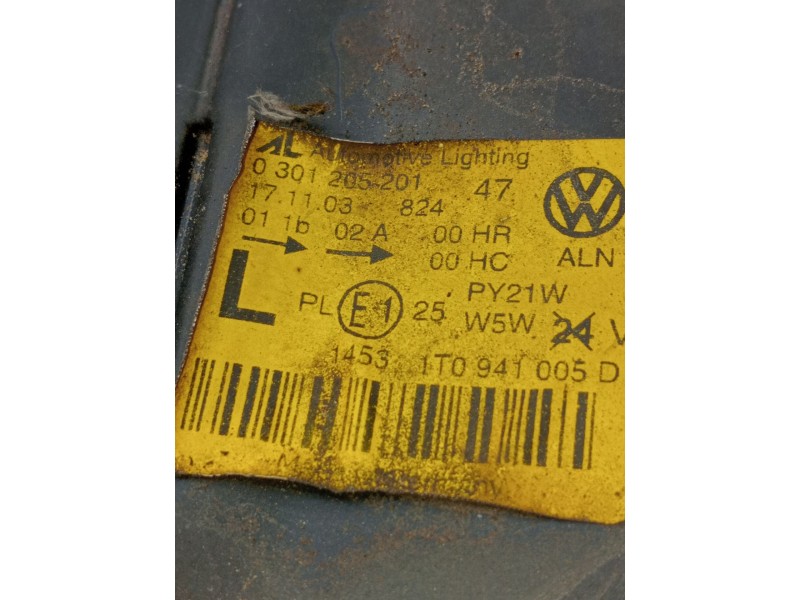 AL Automotive Lighting
0 301 205-201 47
17.11.03 824
01 1b 02 A 00 HR
00 HC ALN
L PL E1 25 PY21W
W5W 24 V
1453 1T0 941 005 D